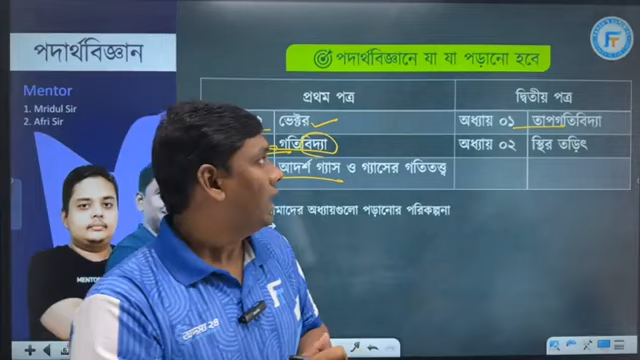 পদার্থবিজ্ঞান
Mentor
1. Mridul Sir
2. Afri Sir
পদার্থবিজ্ঞানে যা যা পড়ানো হবে
প্রথম পত্র
দ্বিতীয় পত্র
ভেক্টর
অধ্যায় ০১
তাপগতিবিদ্যা
গতিবিদ্যা
অধ্যায় ০২
স্থির তড়িৎ
আদর্শ গ্যাস ও গ্যাসের গতিতত্ত্ব
অধ্যায়গুলো পড়ানোর পরিকল্পনা
MENTOR